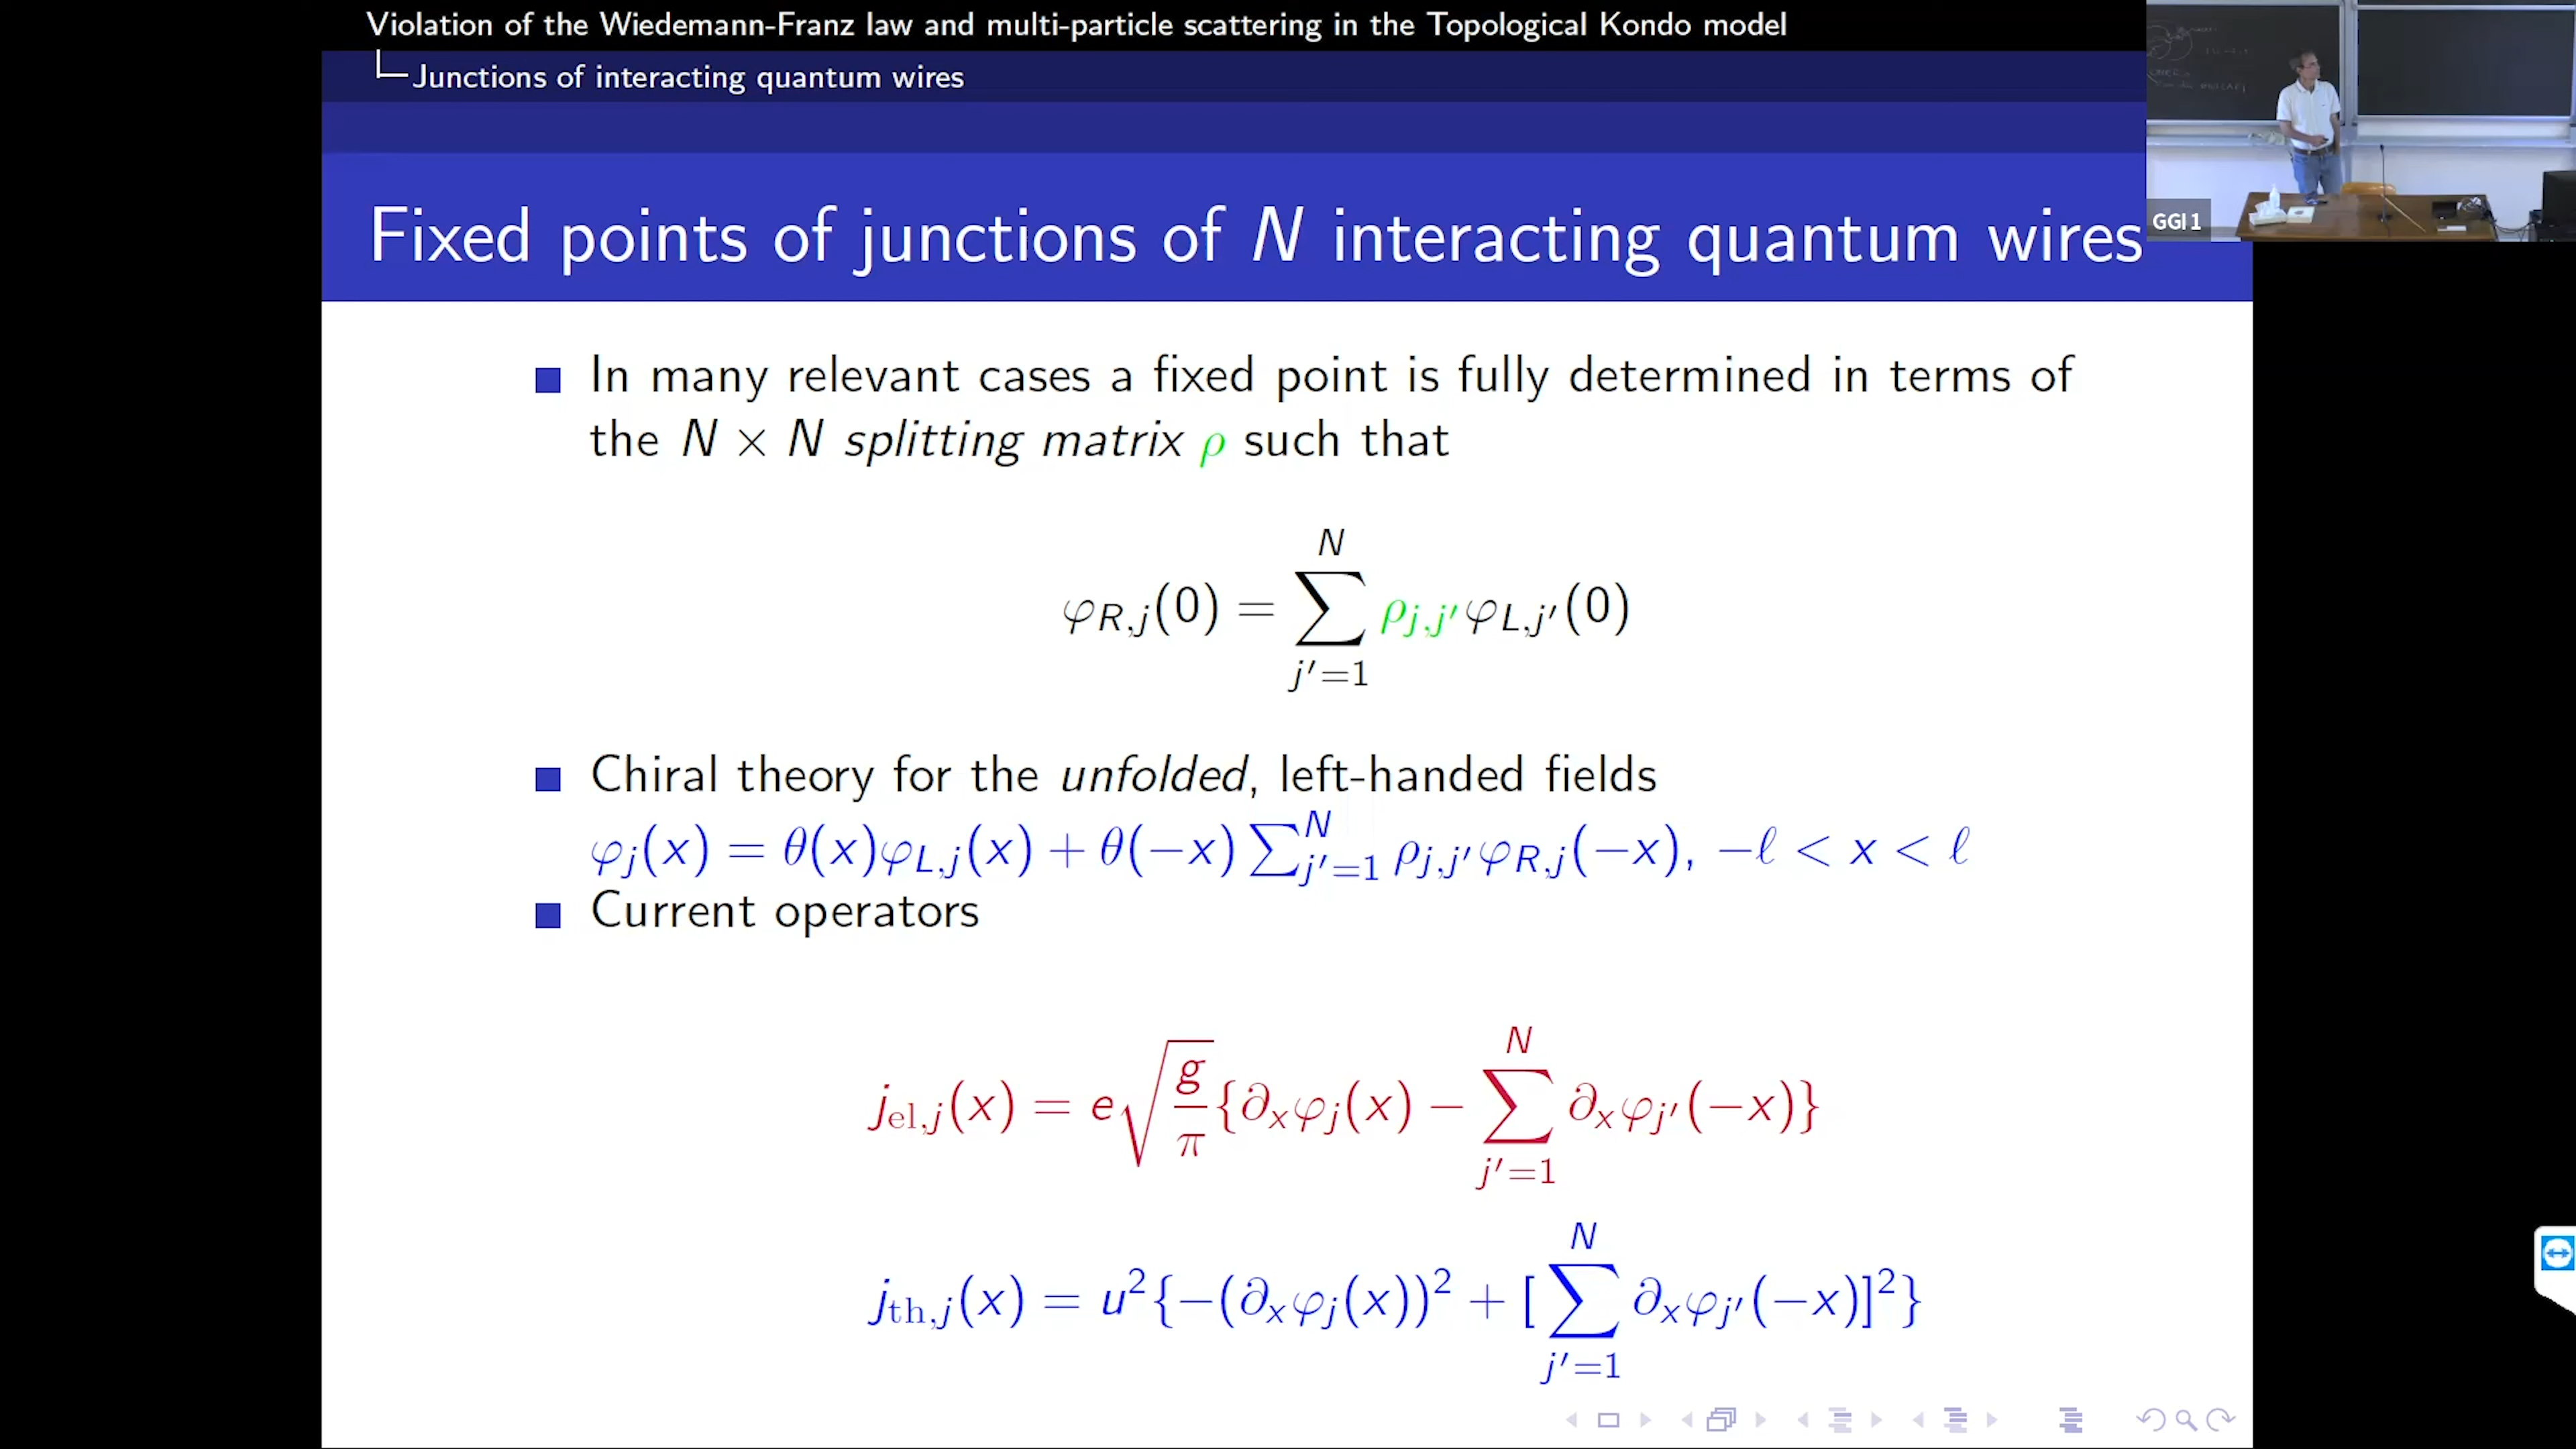 Violation of the Wiedemann-Franz law and multi-particle scattering in the Topological Kondo model
Junctions of interacting quantum wires
Fixed points of junctions of N interacting quantum wires
GGI 1
In many relevant cases a fixed point is fully determined in terms of
the N × N splitting matrix ρ such that
φ_{R,j}(0) = ∑_{j′=1}^{N} ρ_{j,j′} φ_{L,j′}(0)
Chiral theory for the unfolded, left-handed fields
φ_j(x) = θ(x)φ_{L,j}(x) + θ(−x) ∑_{j′=1}^{N} ρ_{j,j′} φ_{R,j}(−x), −ℓ < x < ℓ
Current operators
j_{el,j}(x) = e√(g/π) {∂_x φ_j(x) − ∑_{j′=1}^{N} ∂_x φ_{j′}(−x)}
j_{th,j}(x) = u²{−(∂_x φ_j(x))² + [∑_{j′=1}^{N} ∂_x φ_{j′}(−x)]²}